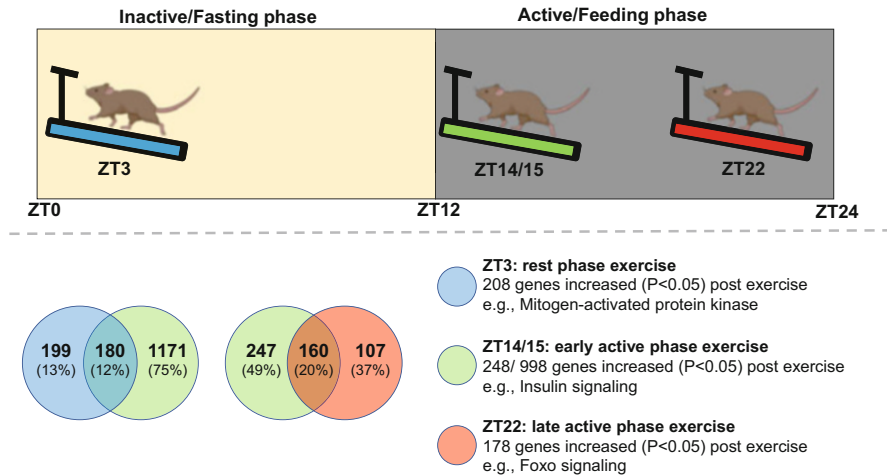 Inactive/Fasting phase
Active/Feeding phase
ZT3
ZT14/15
ZT22
ZT0
ZT12
ZT24
199
(13%)
180
(12%)
1171
(75%)
247
(49%)
160
(20%)
107
(37%)
ZT3: rest phase exercise
208 genes increased (P<0.05) post exercise
e.g., Mitogen-activated protein kinase
ZT14/15: early active phase exercise
248/ 998 genes increased (P<0.05) post exercise
e.g., Insulin signaling
ZT22: late active phase exercise
178 genes increased (P<0.05) post exercise
e.g., Foxo signaling